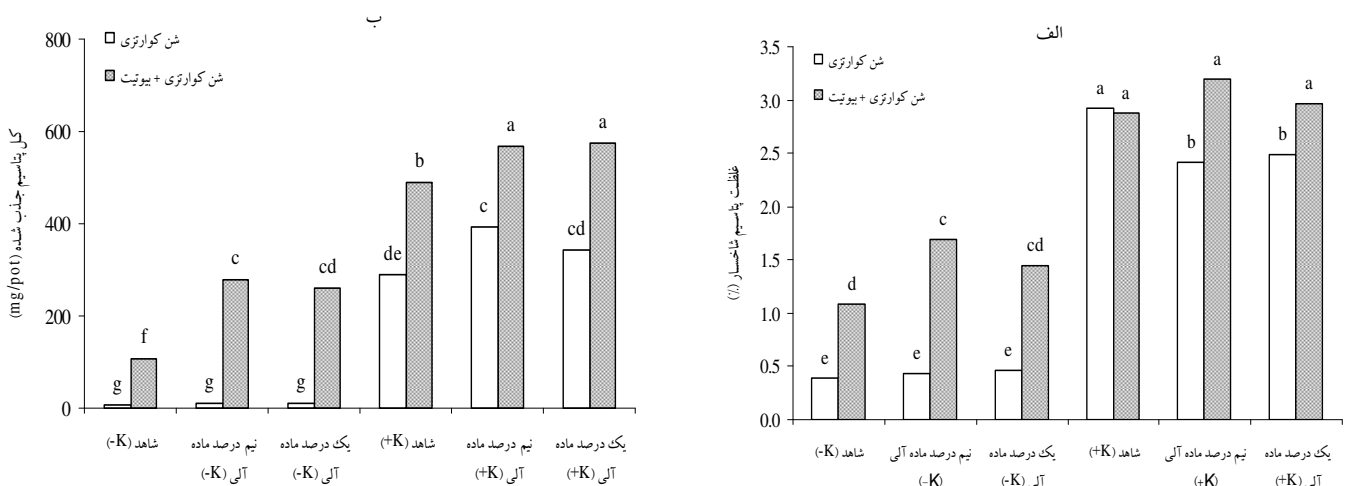 الف
شن کوارتزی
شن کوارتزی + بیوتیت
غلظت پتاسیم شاخسار (%)
3.5
3.0
2.5
2.0
1.5
1.0
0.5
0.0
e d e c e cd a a b a b a
شاهد (-K) نیم درصد ماده آلی یک درصد ماده شاهد (+K) نیم درصد ماده آلی یک درصد ماده
(-K) آلی (-K) (+K) آلی (+K)
ب
شن کوارتزی
شن کوارتزی + بیوتیت
کل پتاسیم جذب شده (mg/pot)
800
600
400
200
0
g f g c g cd de b c a cd a
شاهد (-K) نیم درصد ماده یک درصد ماده شاهد (+K) نیم درصد ماده یک درصد ماده
آلی (-K) آلی (-K) آلی (+K) آلی (+K)